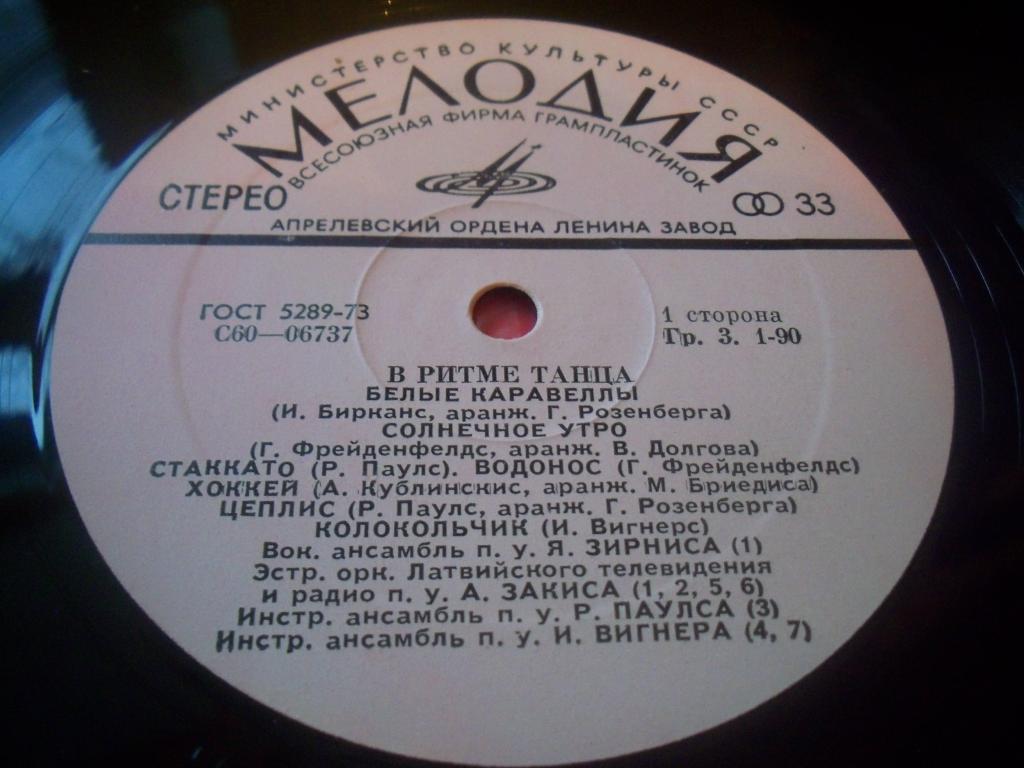 МИНИСТЕРСТВО КУЛЬТУРЫ СССР
МЕЛОДИЯ
ВСЕСОЮЗНАЯ ФИРМА ГРАМПЛАСТИНОК
СТЕРЕО
33
АПРЕЛЕВСКИЙ ОРДЕНА ЛЕНИНА ЗАВОД
ГОСТ 5289-73
С60—06737
1 сторона
Гр. 3. 1-90
В РИТМЕ ТАНЦА
БЕЛЫЕ КАРАВЕЛЛЫ
(И. Бирканс, аранж. Г. Розенберга)
СОЛНЕЧНОЕ УТРО
(Г. Фрейденфелдс, аранж. В. Долгова)
СТАККАТО (Р. Паулс). ВОДОНОС (Г. Фрейденфелдс)
ХОККЕЙ (А. Кублинскис, аранж. М. Бриедиса)
ЦЕПЛИС (Р. Паулс, аранж. Г. Розенберга)
КОЛОКОЛЬЧИК (И. Вигнерс)
Вок. ансамбль п. у. Я. ЗИРНИСА (1)
Эстр. орк. Латвийского телевидения
и радио п. у. А. ЗАКИСА (1, 2, 5, 6)
Инстр. ансамбль п. у. Р. ПАУЛСА (3)
Инстр. ансамбль п. у. И. ВИГНЕРА (4, 7)